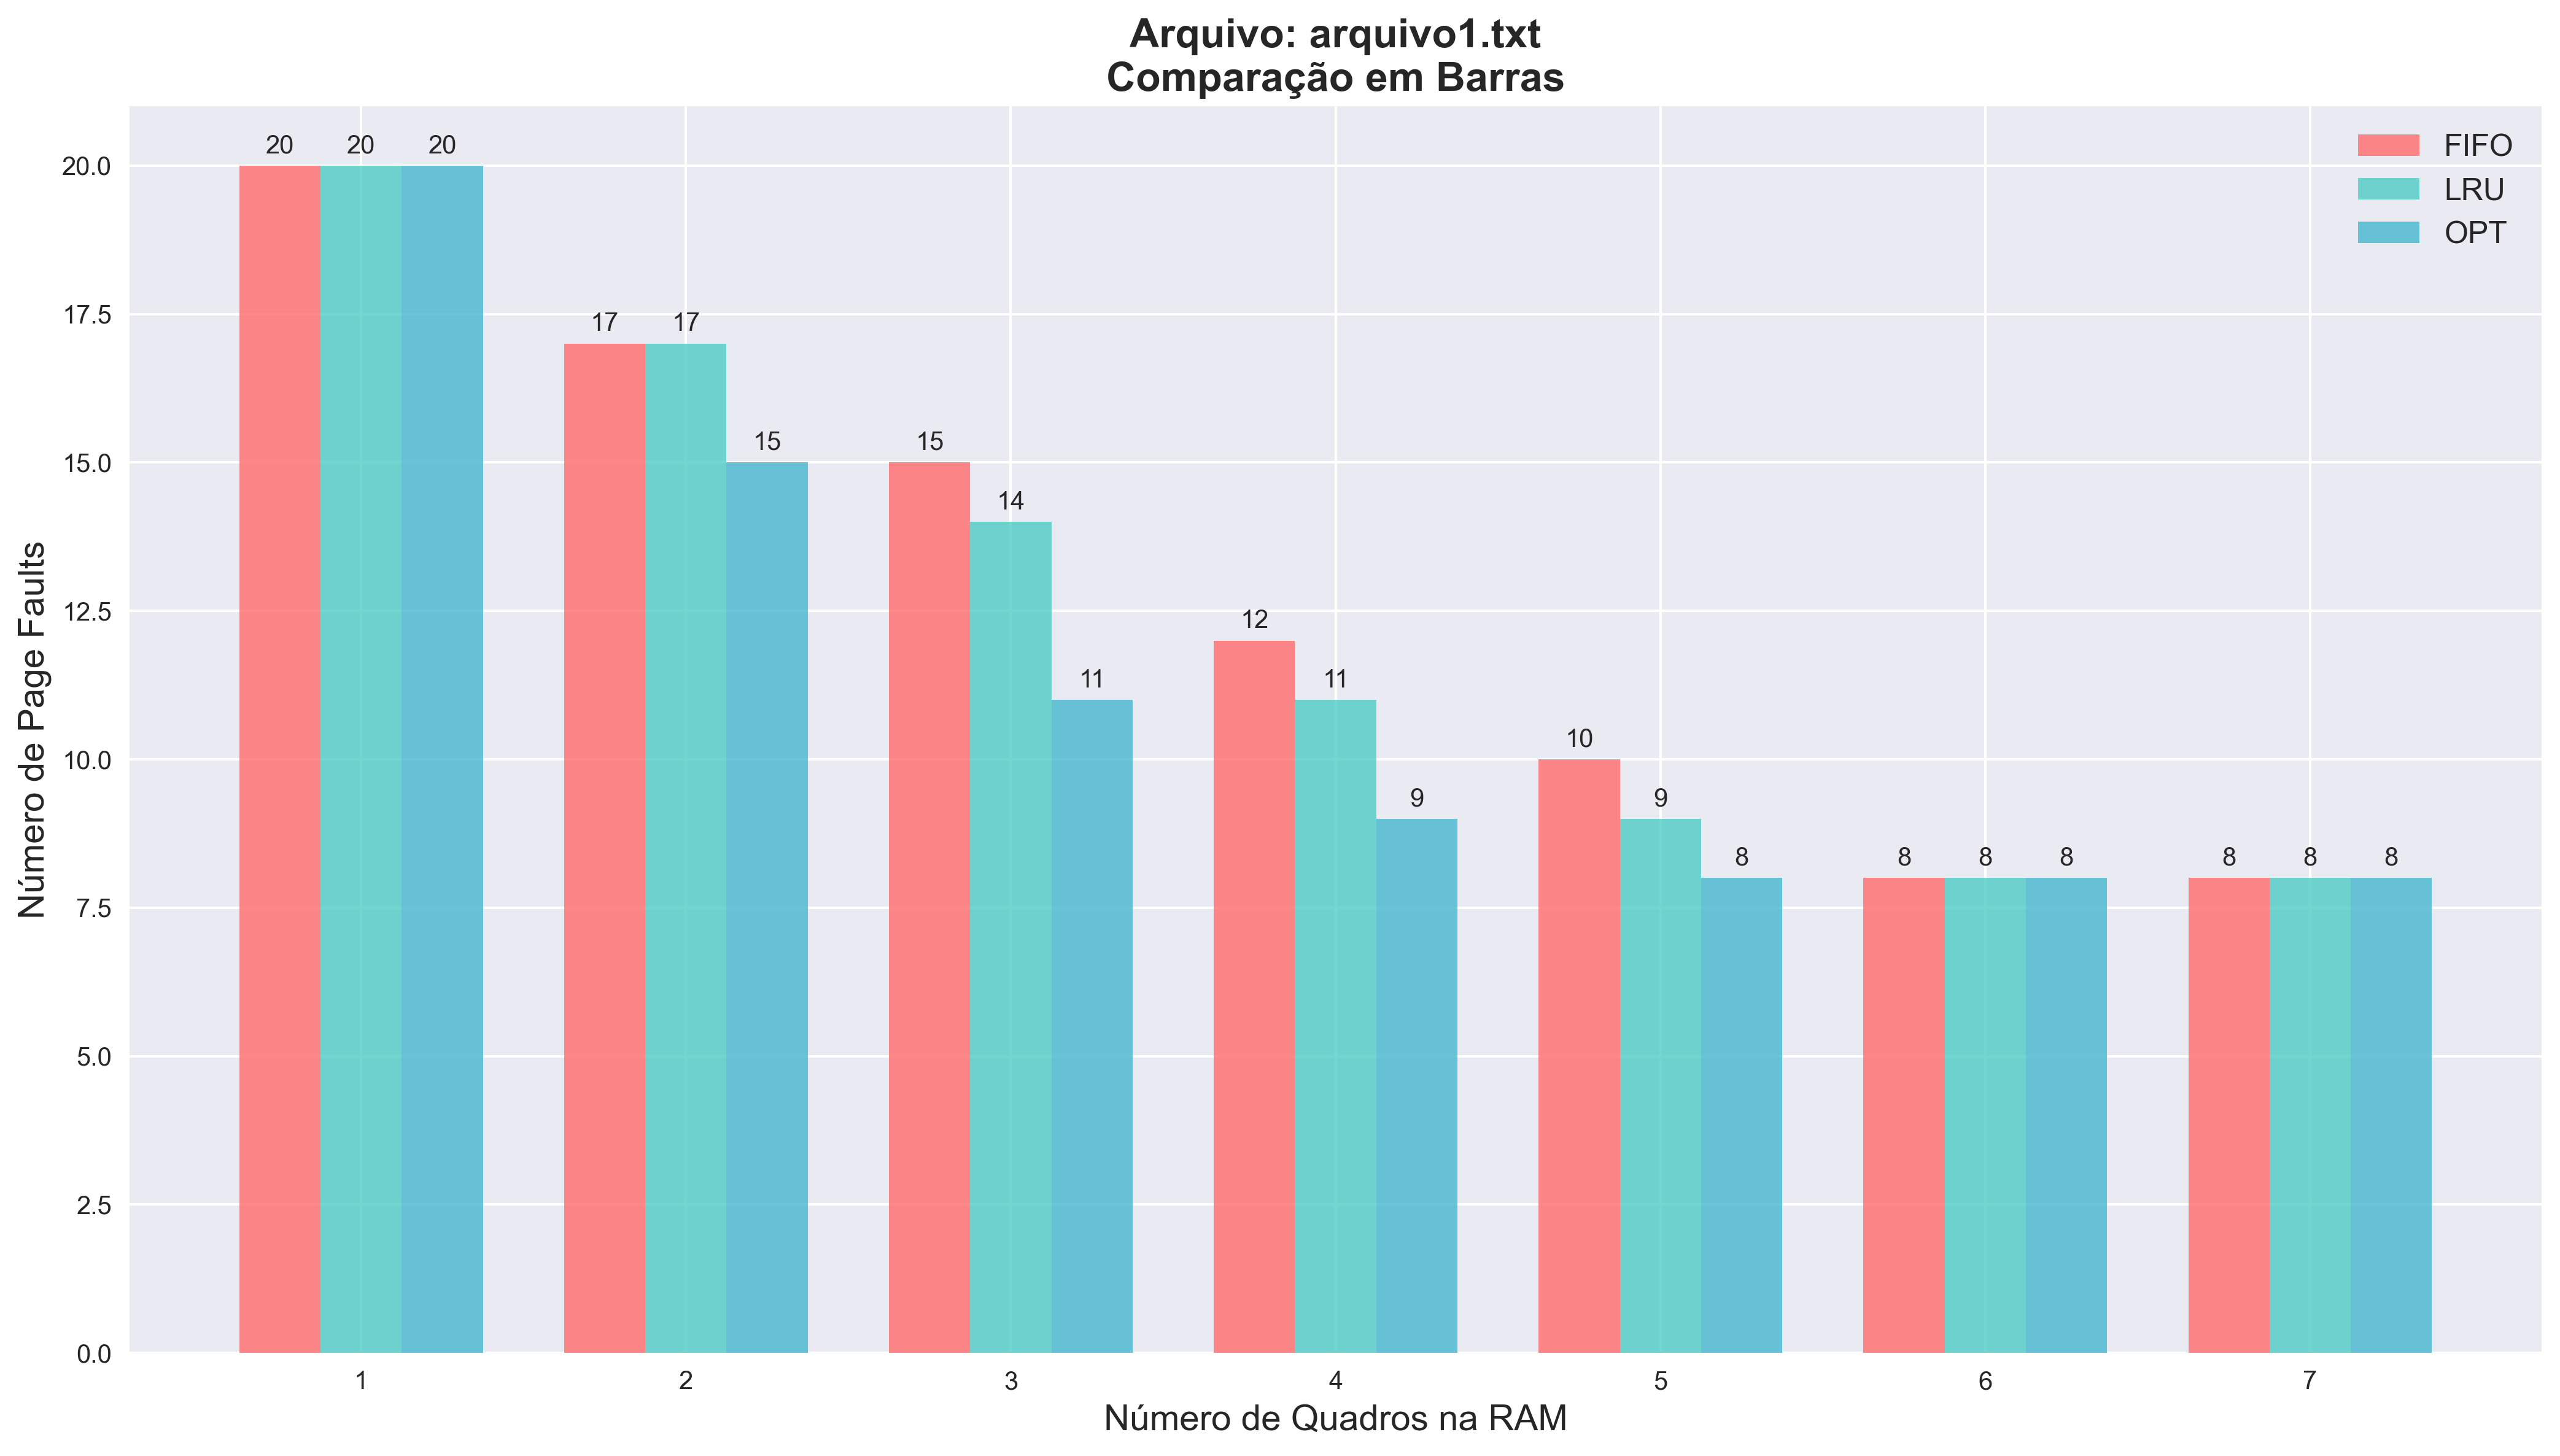 Arquivo: arquivo1.txt
Comparação em Barras
FIFO
LRU
OPT
Número de Page Faults
20.0
17.5
15.0
12.5
10.0
7.5
5.0
2.5
0.0
20 20 20
17 17 15
15 14 11
12 11 9
10 9 8
8 8 8
8 8 8
1 2 3 4 5 6 7
Número de Quadros na RAM